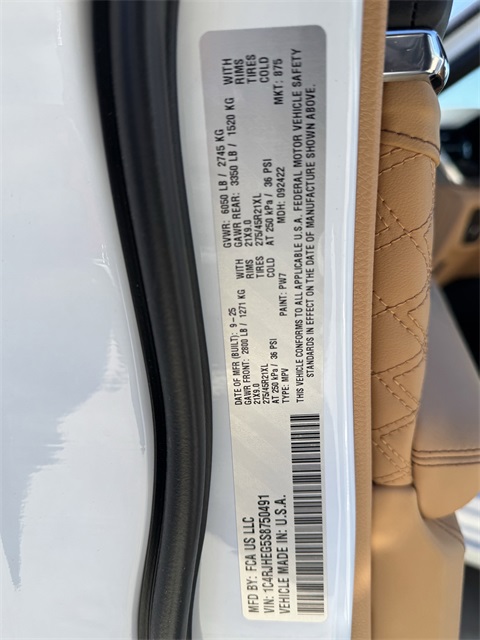 MFD BY: FCA US LLC
VIN: 1C4RJHEG5S8750491
VEHICLE MADE IN: U.S.A.
DATE OF MFR (BUILT): 9-25 GVWR: 6050 LB / 2745 KG
GAWR FRONT: 2800 LB / 1271 KG WITH GAWR REAR: 3350 LB / 1520 KG WITH
21X9.0 RIMS 21X9.0 RIMS
275/45R21XL TIRES 275/45R21XL TIRES
AT 250 kPa / 36 PSI COLD AT 250 kPa / 36 PSI COLD
TYPE: MPV PAINT: PW7 MDH: 092422 MKT: 875
THIS VEHICLE CONFORMS TO ALL APPLICABLE U.S.A. FEDERAL MOTOR VEHICLE SAFETY
STANDARDS IN EFFECT ON THE DATE OF MANUFACTURE SHOWN ABOVE.